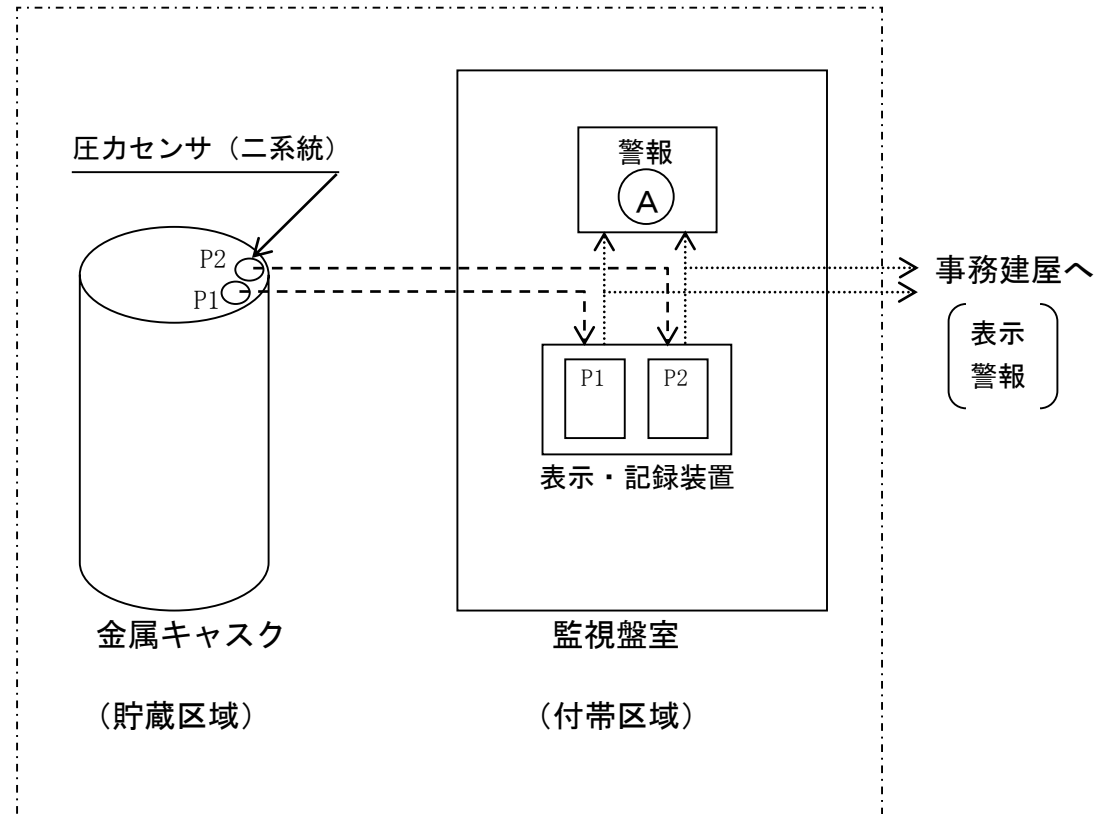 圧力センサ（二系統）
警報
A
P2
P1
事務建屋へ
表示
警報
P1
P2
表示・記録装置
金属キャスク
監視盤室
（貯蔵区域）
（付帯区域）